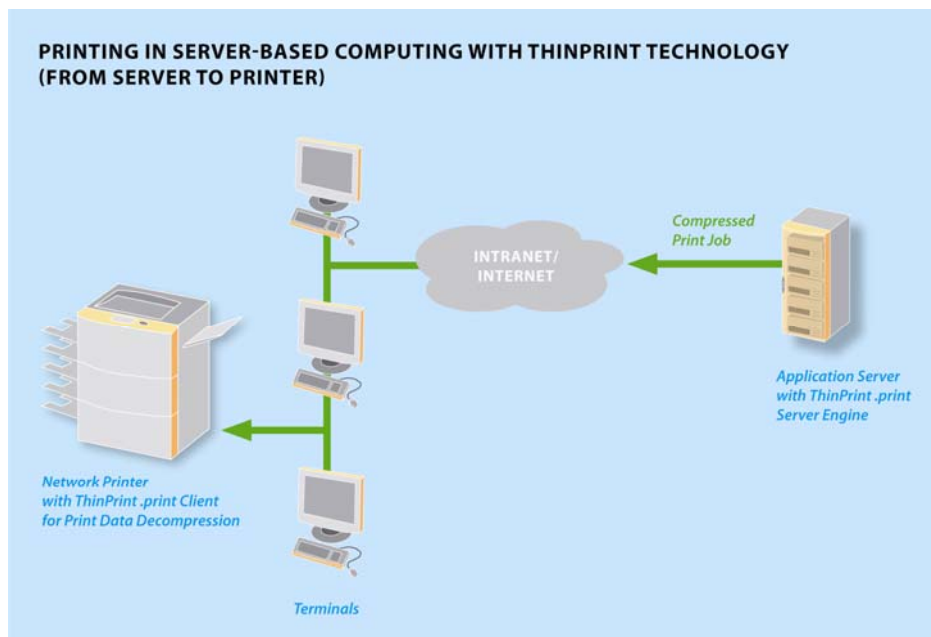 PRINTING IN SERVER-BASED COMPUTING WITH THINPRINT TECHNOLOGY
(FROM SERVER TO PRINTER)
Compressed
Print Job
INTRANET/
INTERNET
Application Server
with ThinPrint .print
Server Engine
Network Printer
with ThinPrint .print Client
for Print Data Decompression
Terminals